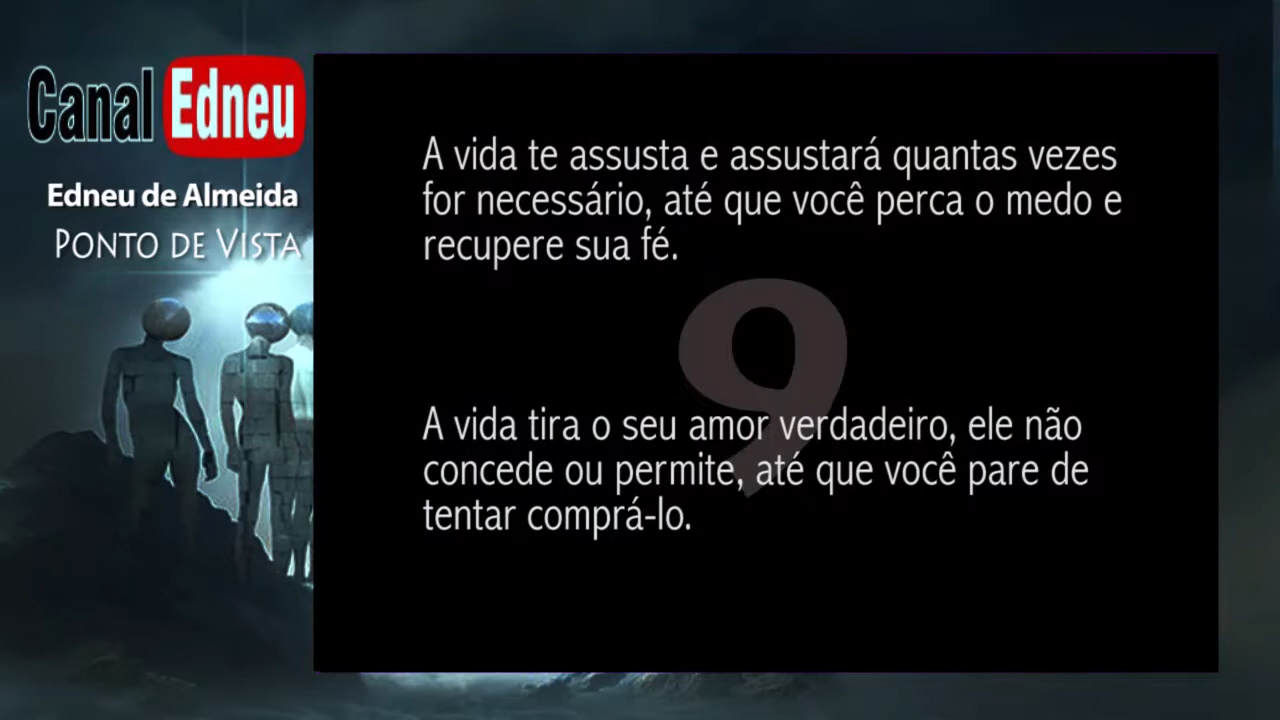 Canal Edneu
Edneu de Almeida
Ponto de Vista
A vida te assusta e assustará quantas vezes
for necessário, até que você perca o medo e
recupere sua fé.
9
A vida tira o seu amor verdadeiro, ele não
concede ou permite, até que você pare de
tentar comprá-lo.